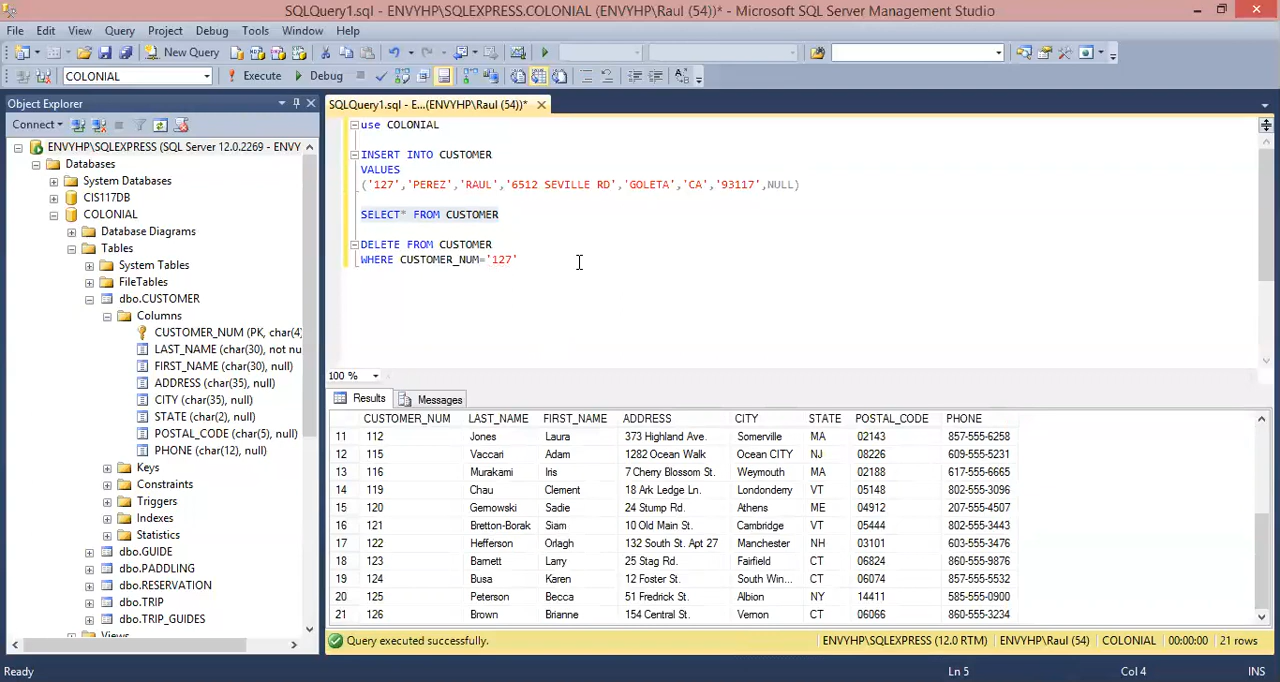 SQLQuery1.sql - ENVYHP\SQLEXPRESS.COLONIAL (ENVYHP\Raul (54))* - Microsoft SQL Server Management Studio
File Edit View Query Project Debug Tools Window Help
New Query
COLONIAL Execute Debug
Object Explorer
Connect
ENVYHP\SQLEXPRESS (SQL Server 12.0.2269 - ENVY
Databases
System Databases
CIS117DB
COLONIAL
Database Diagrams
Tables
System Tables
FileTables
dbo.CUSTOMER
Columns
CUSTOMER_NUM (PK, char(4)
LAST_NAME (char(30), not nu
FIRST_NAME (char(30), null)
ADDRESS (char(35), null)
CITY (char(35), null)
STATE (char(2), null)
POSTAL_CODE (char(5), null)
PHONE (char(12), null)
Keys
Constraints
Triggers
Indexes
Statistics
dbo.GUIDE
dbo.PADDLING
dbo.RESERVATION
dbo.TRIP
dbo.TRIP_GUIDES
Views
SQLQuery1.sql - E...(ENVYHP\Raul (54))*
use COLONIAL
INSERT INTO CUSTOMER
VALUES
('127','PEREZ','RAUL','6512 SEVILLE RD','GOLETA','CA','93117',NULL)
SELECT* FROM CUSTOMER
DELETE FROM CUSTOMER
WHERE CUSTOMER_NUM='127'
100 %
Results Messages
CUSTOMER_NUM LAST_NAME FIRST_NAME ADDRESS CITY STATE POSTAL_CODE PHONE
11 112 Jones Laura 373 Highland Ave. Somerville MA 02143 857-555-6258
12 115 Vaccari Adam 1282 Ocean Walk Ocean CITY NJ 08226 609-555-5231
13 116 Murakami Iris 7 Cherry Blossom St. Weymouth MA 02188 617-555-6665
14 119 Chau Clement 18 Ark Ledge Ln. Londonderry VT 05148 802-555-3096
15 120 Gernowski Sadie 24 Stump Rd. Athens ME 04912 207-555-4507
16 121 Bretton-Borak Siam 10 Old Main St. Cambridge VT 05444 802-555-3443
17 122 Hefferson Orlagh 132 South St. Apt 27 Manchester NH 03101 603-555-3476
18 123 Barnett Larry 25 Stag Rd. Fairfield CT 06824 860-555-9876
19 124 Busa Karen 12 Foster St. South Win... CT 06074 857-555-5532
20 125 Peterson Becca 51 Fredrick St. Albion NY 14411 585-555-0900
21 126 Brown Brianne 154 Central St. Vernon CT 06066 860-555-3234
Query executed successfully. ENVYHP\SQLEXPRESS (12.0 RTM) ENVYHP\Raul (54) COLONIAL 00:00:00 21 rows
Ready Ln 5 Col 4 INS